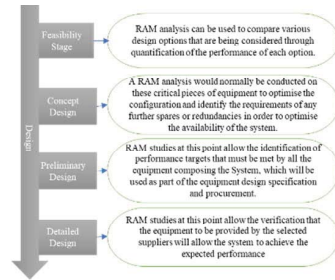 Feasibility
Stage
RAM analysis can be used to compare various
design options that are being considered through
quantification of the performance of each option.
Concept
Design
A RAM analysis would normally be conducted on
these critical pieces of equipment to optimise the
configuration and identify the requirements of any
further spares or redundancies in order to optimise
the availability of the system.
Design
Preliminary
Design
RAM studies at this point allow the identification of
performance targets that must be met by all the
equipment composing the System, which will be
used as part of the equipment design specification
and procurement.
Detailed
Design
RAM studies at this point allow the verification that
the equipment to be provided by the selected
suppliers will allow the system to achieve the
expected performance